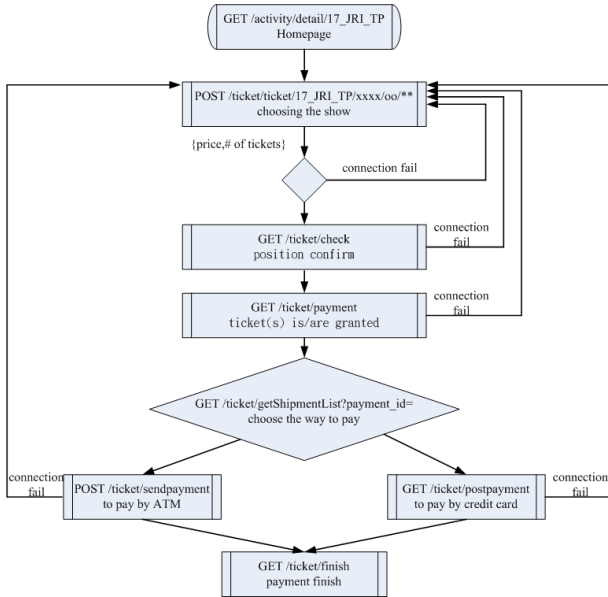 GET /activity/detail/17_JRI_TP
Homepage
POST /ticket/ticket/17_JRI_TP/xxxx/oo/**
choosing the show
{price,# of tickets}
connection fail
GET /ticket/check
position confirm
connection
fail
GET /ticket/payment
ticket(s) is/are granted
connection
fail
GET /ticket/getShipmentList?payment_id=
choose the way to pay
connection
fail
POST /ticket/sendpayment
to pay by ATM
GET /ticket/postpayment
to pay by credit card
connection
fail
GET /ticket/finish
payment finish